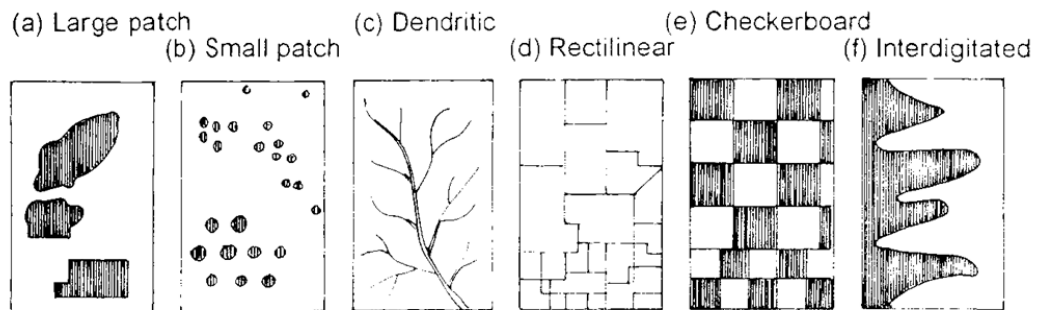 (a) Large patch
(b) Small patch
(c) Dendritic
(d) Rectilinear
(e) Checkerboard
(f) Interdigitated